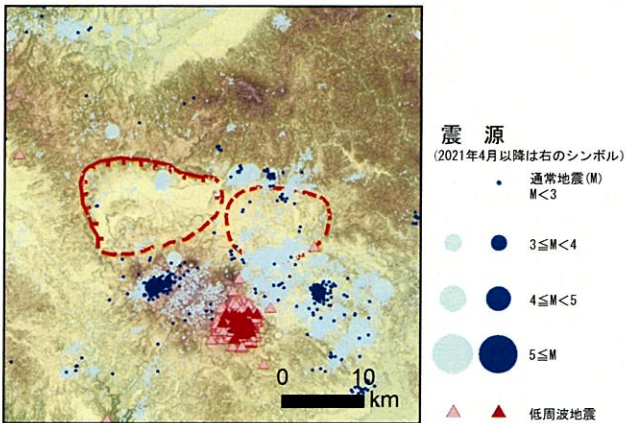 震 源
(2021年4月以降は右のシンボル)
通常地震(M)
M<3
3≦M<4
4≦M<5
5≦M
低周波地震
0 10
km